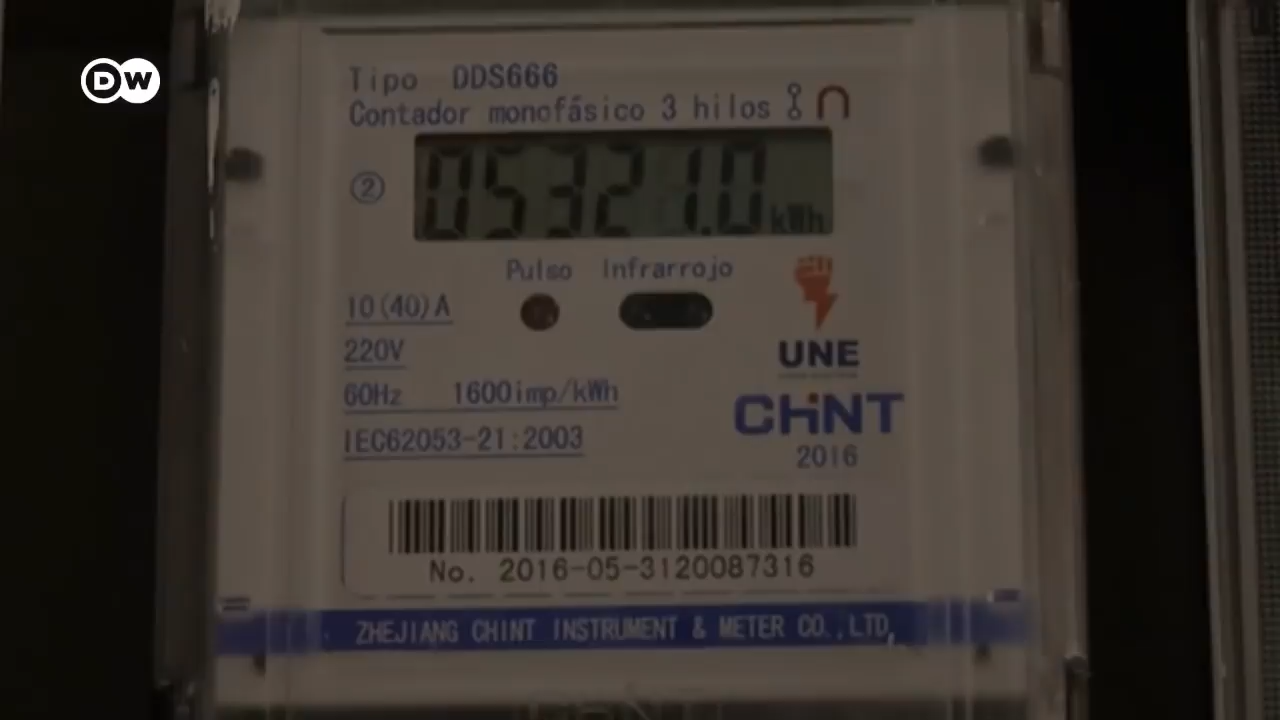 DW
Tipo DDS666
Contador monofásico 3 hilos
② 05321.0 kWh
Pulso Infrarrojo
10(40)A
220V
UNE
60Hz 1600imp/kWh
CHiNT
IEC62053-21:2003
2016
No. 2016-05-3120087316
ZHEJIANG CHINT INSTRUMENT & METER CO.,LTD,